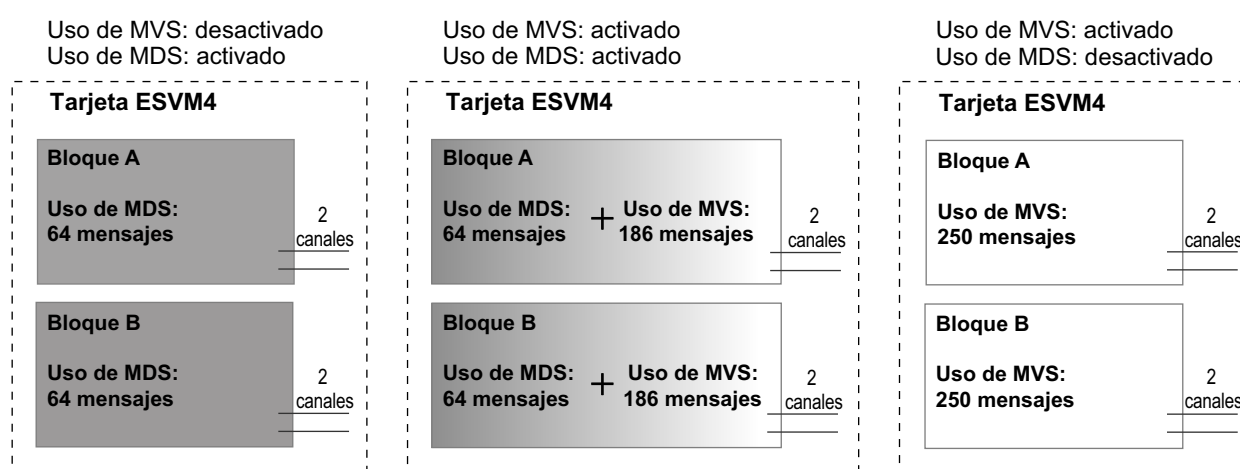 Uso de MVS: desactivado
Uso de MDS: activado
Tarjeta ESVM4
Bloque A
Uso de MDS:
64 mensajes
2
canales
Bloque B
Uso de MDS:
64 mensajes
2
canales
Uso de MVS: activado
Uso de MDS: activado
Tarjeta ESVM4
Bloque A
Uso de MDS:
64 mensajes
+
Uso de MVS:
186 mensajes
2
canales
Bloque B
Uso de MDS:
64 mensajes
+
Uso de MVS:
186 mensajes
2
canales
Uso de MVS: activado
Uso de MDS: desactivado
Tarjeta ESVM4
Bloque A
Uso de MVS:
250 mensajes
2
canales
Bloque B
Uso de MVS:
250 mensajes
2
canales